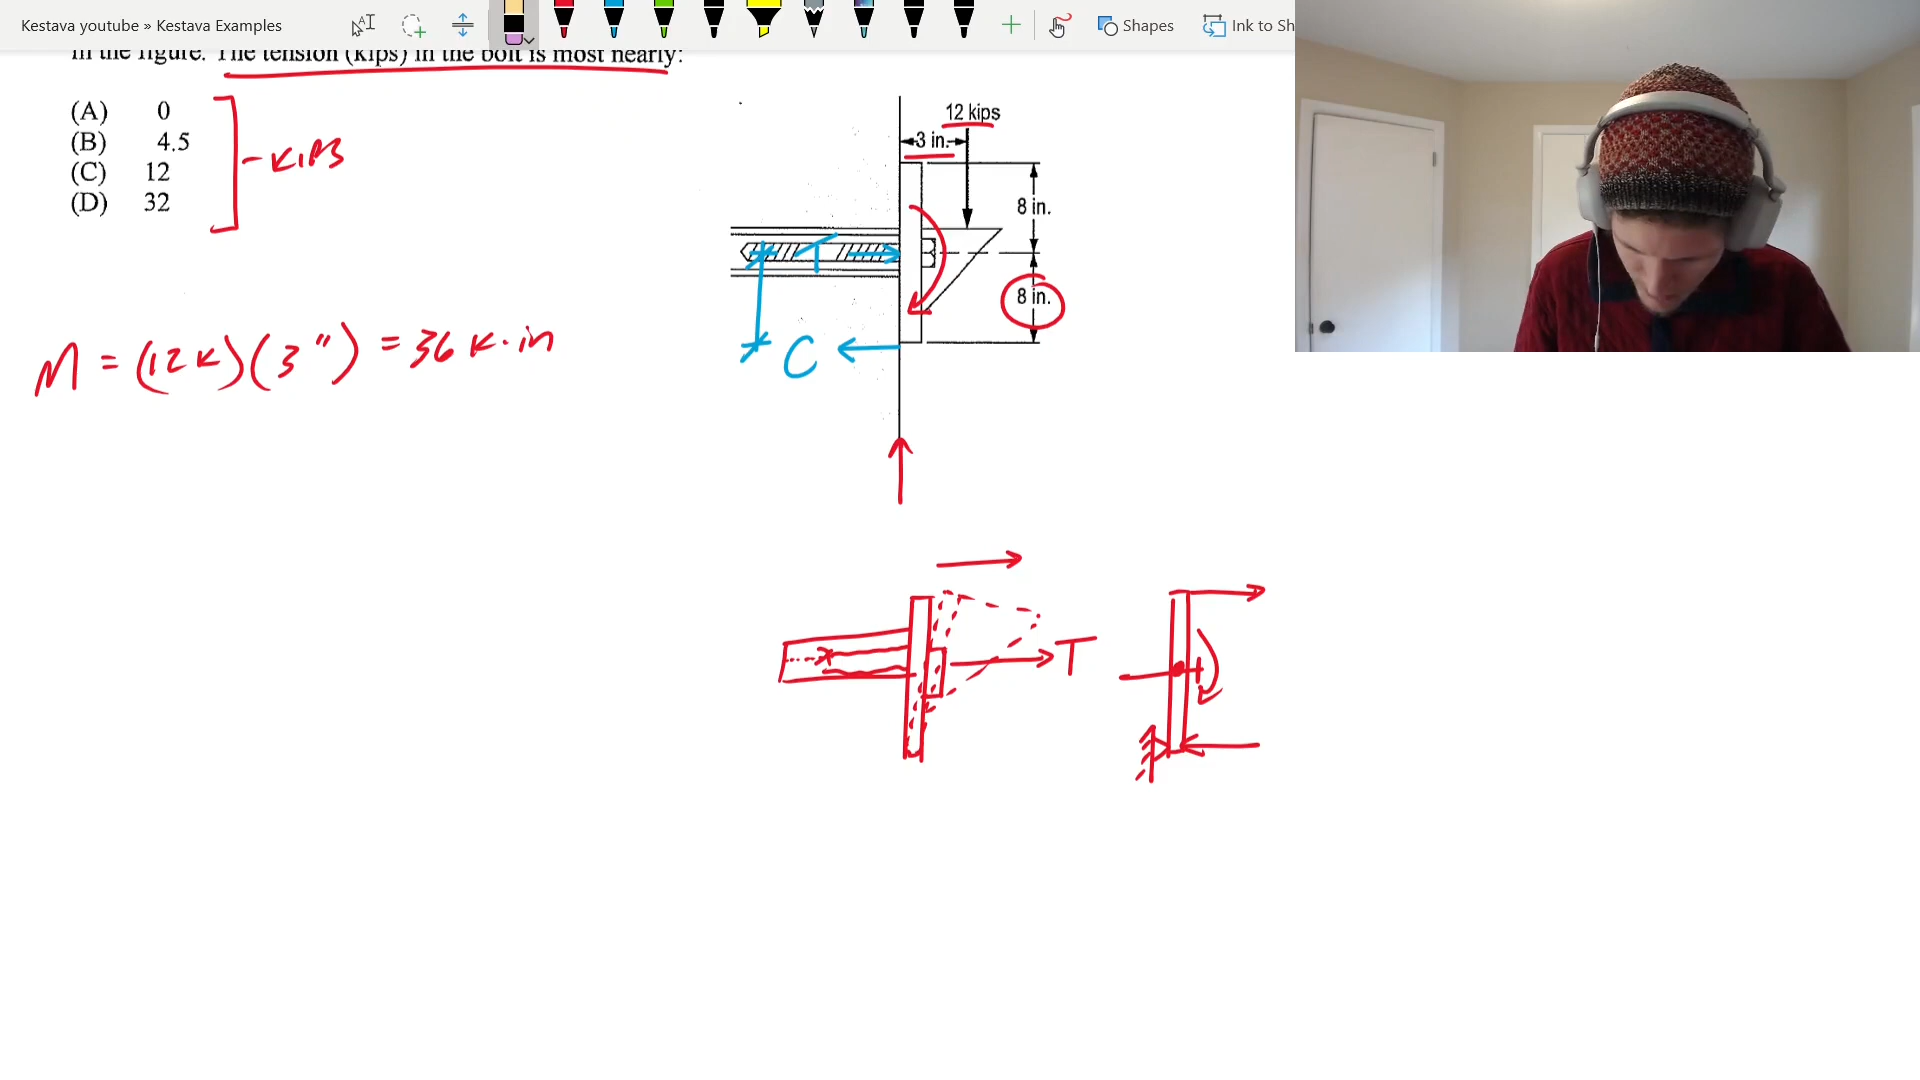 Kestava youtube » Kestava Examples
Shapes
Ink to Sh
in the figure. The tension (kips) in the bolt is most nearly:
(A) 0
(B) 4.5
(C) 12
(D) 32
- KIPS
12 kips
3 in.
8 in.
8 in.
T
C
M = (12 K)(3") = 36 K·in
T